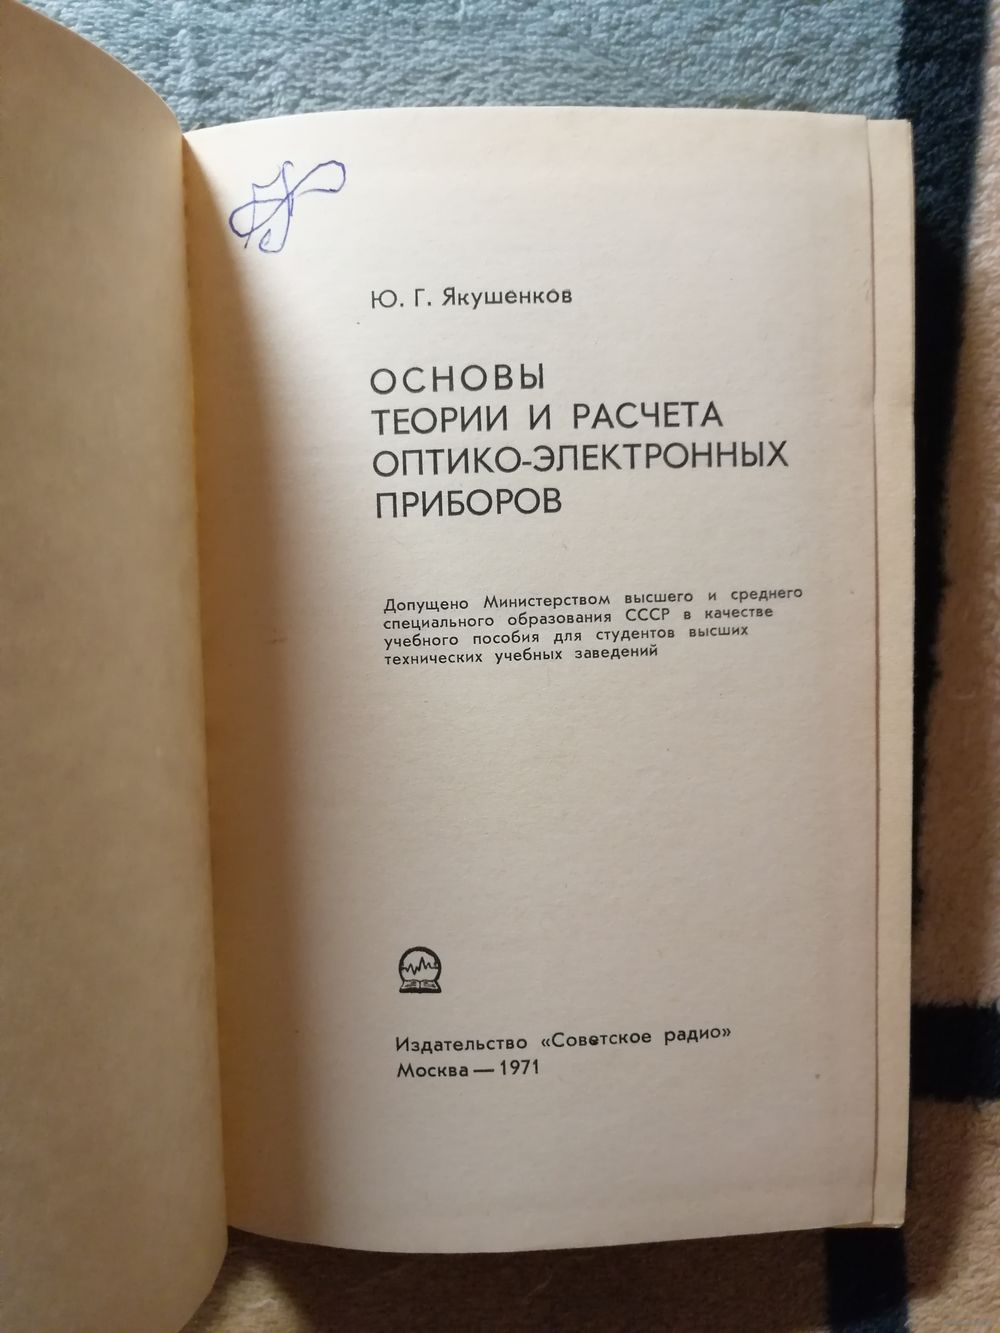 Ю. Г. Якушенков
ОСНОВЫ
ТЕОРИИ И РАСЧЕТА
ОПТИКО-ЭЛЕКТРОННЫХ
ПРИБОРОВ
Допущено Министерством высшего и среднего
специального образования СССР в качестве
учебного пособия для студентов высших
технических учебных заведений
Издательство «Советское радио»
Москва — 1971